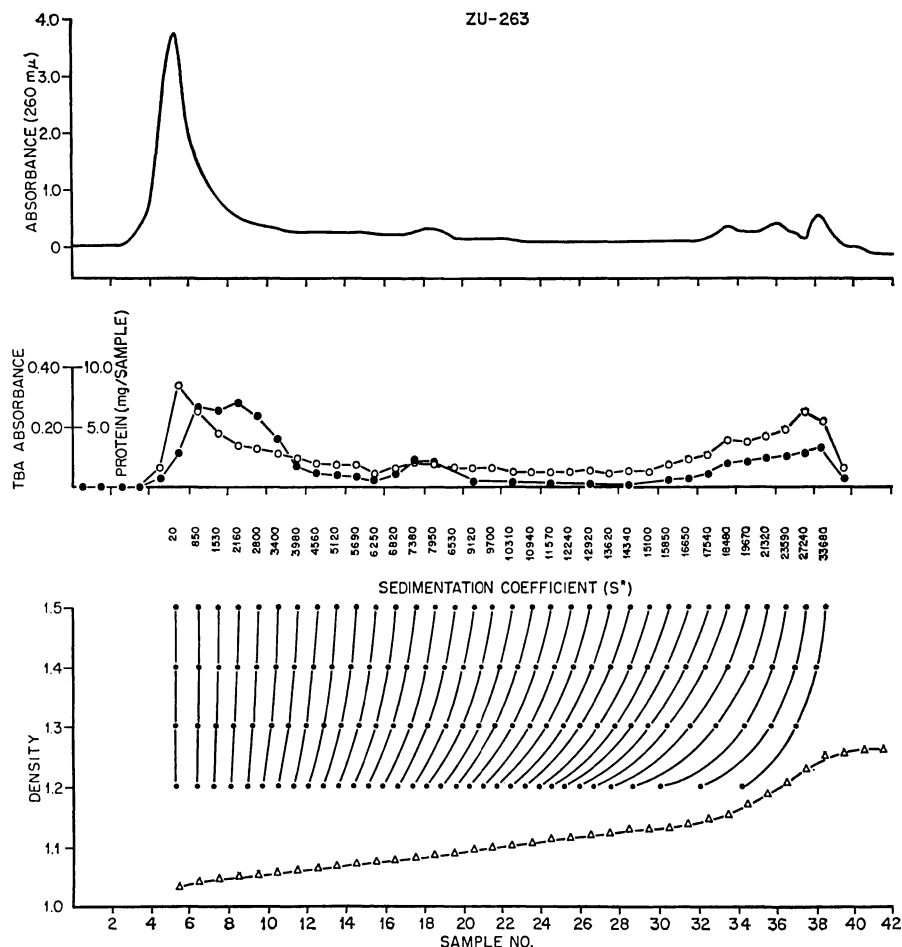 ZU-263
4.0
3.0
2.0
1.0
0
ABSORBANCE (260 mμ)
TBA ABSORBANCE
0.40
0.20
PROTEIN (mg/SAMPLE)
10.0
5.0
20 850 1530 2160 2800 3400 3980 4560 5120 5690 6250 6820 7380 7950 6530 9120 9700 10310 10940 11570 12240 12920 13620 14340 15100 15850 16650 17540 18480 19670 21320 23590 27240 33680
SEDIMENTATION COEFFICIENT (S*)
1.5
1.4
1.3
1.2
1.1
1.0
DENSITY
2 4 6 8 10 12 14 16 18 20 22 24 26 28 30 32 34 36 38 40 42
SAMPLE NO.